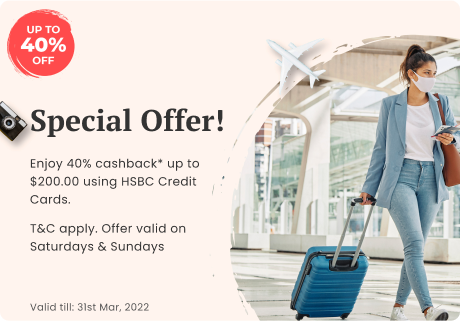 UP TO
40%
OFF
Special Offer!
Enjoy 40% cashback* up to
$200.00 using HSBC Credit
Cards.
T&C apply. Offer valid on
Saturdays & Sundays
Valid till: 31st Mar, 2022